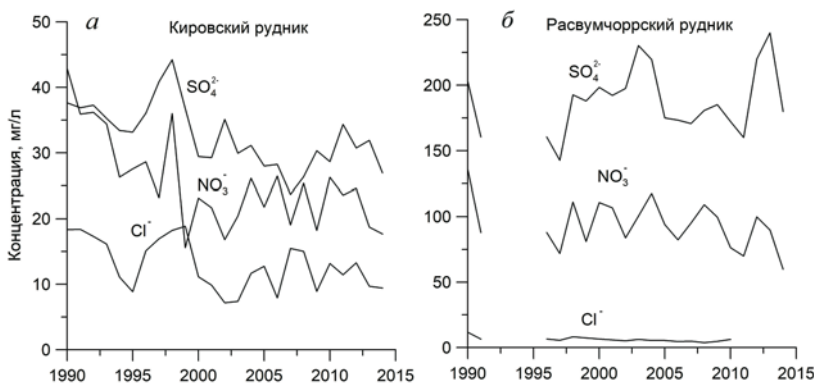 а
Кировский рудник
Концентрация, мг/л
50
40
30
20
10
0
SO₄²⁻
NO₃⁻
Cl⁻
1990 1995 2000 2005 2010 2015
б
Расвумчоррский рудник
250
200
150
100
50
0
SO₄²⁻
NO₃⁻
Cl⁻
1990 1995 2000 2005 2010 2015